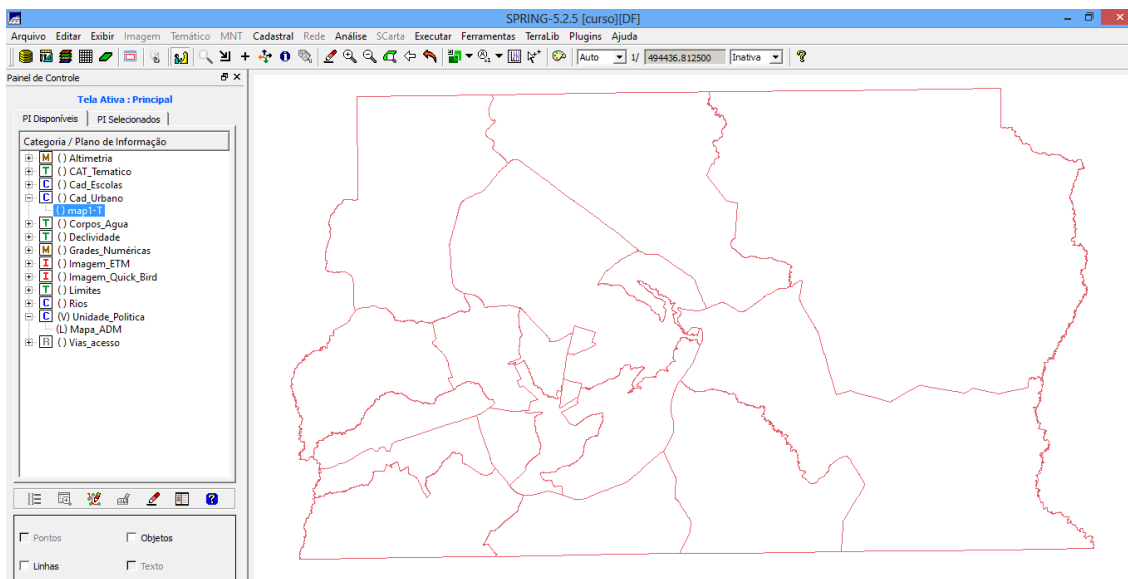 SPRING-5.2.5 [curso][DF]
Arquivo Editar Exibir Imagem Temático MNT Cadastral Rede Análise SCarta Executar Ferramentas TerraLib Plugins Ajuda
Auto 1/ 494436.812500 Inativa
Painel de Controle
Tela Ativa : Principal
PI Disponíveis PI Selecionados
Categoria / Plano de Informação
M () Altimetria
T () CAT_Tematico
C () Cad_Escolas
C () Cad_Urbano
() map1-T
T () Corpos_Agua
T () Declividade
M () Grades_Numéricas
I () Imagem_ETM
I () Imagem_Quick_Bird
T () Limites
C () Rios
C (V) Unidade_Politica
(L) Mapa_ADM
R () Vias_acesso
Pontos Objetos
Linhas Texto